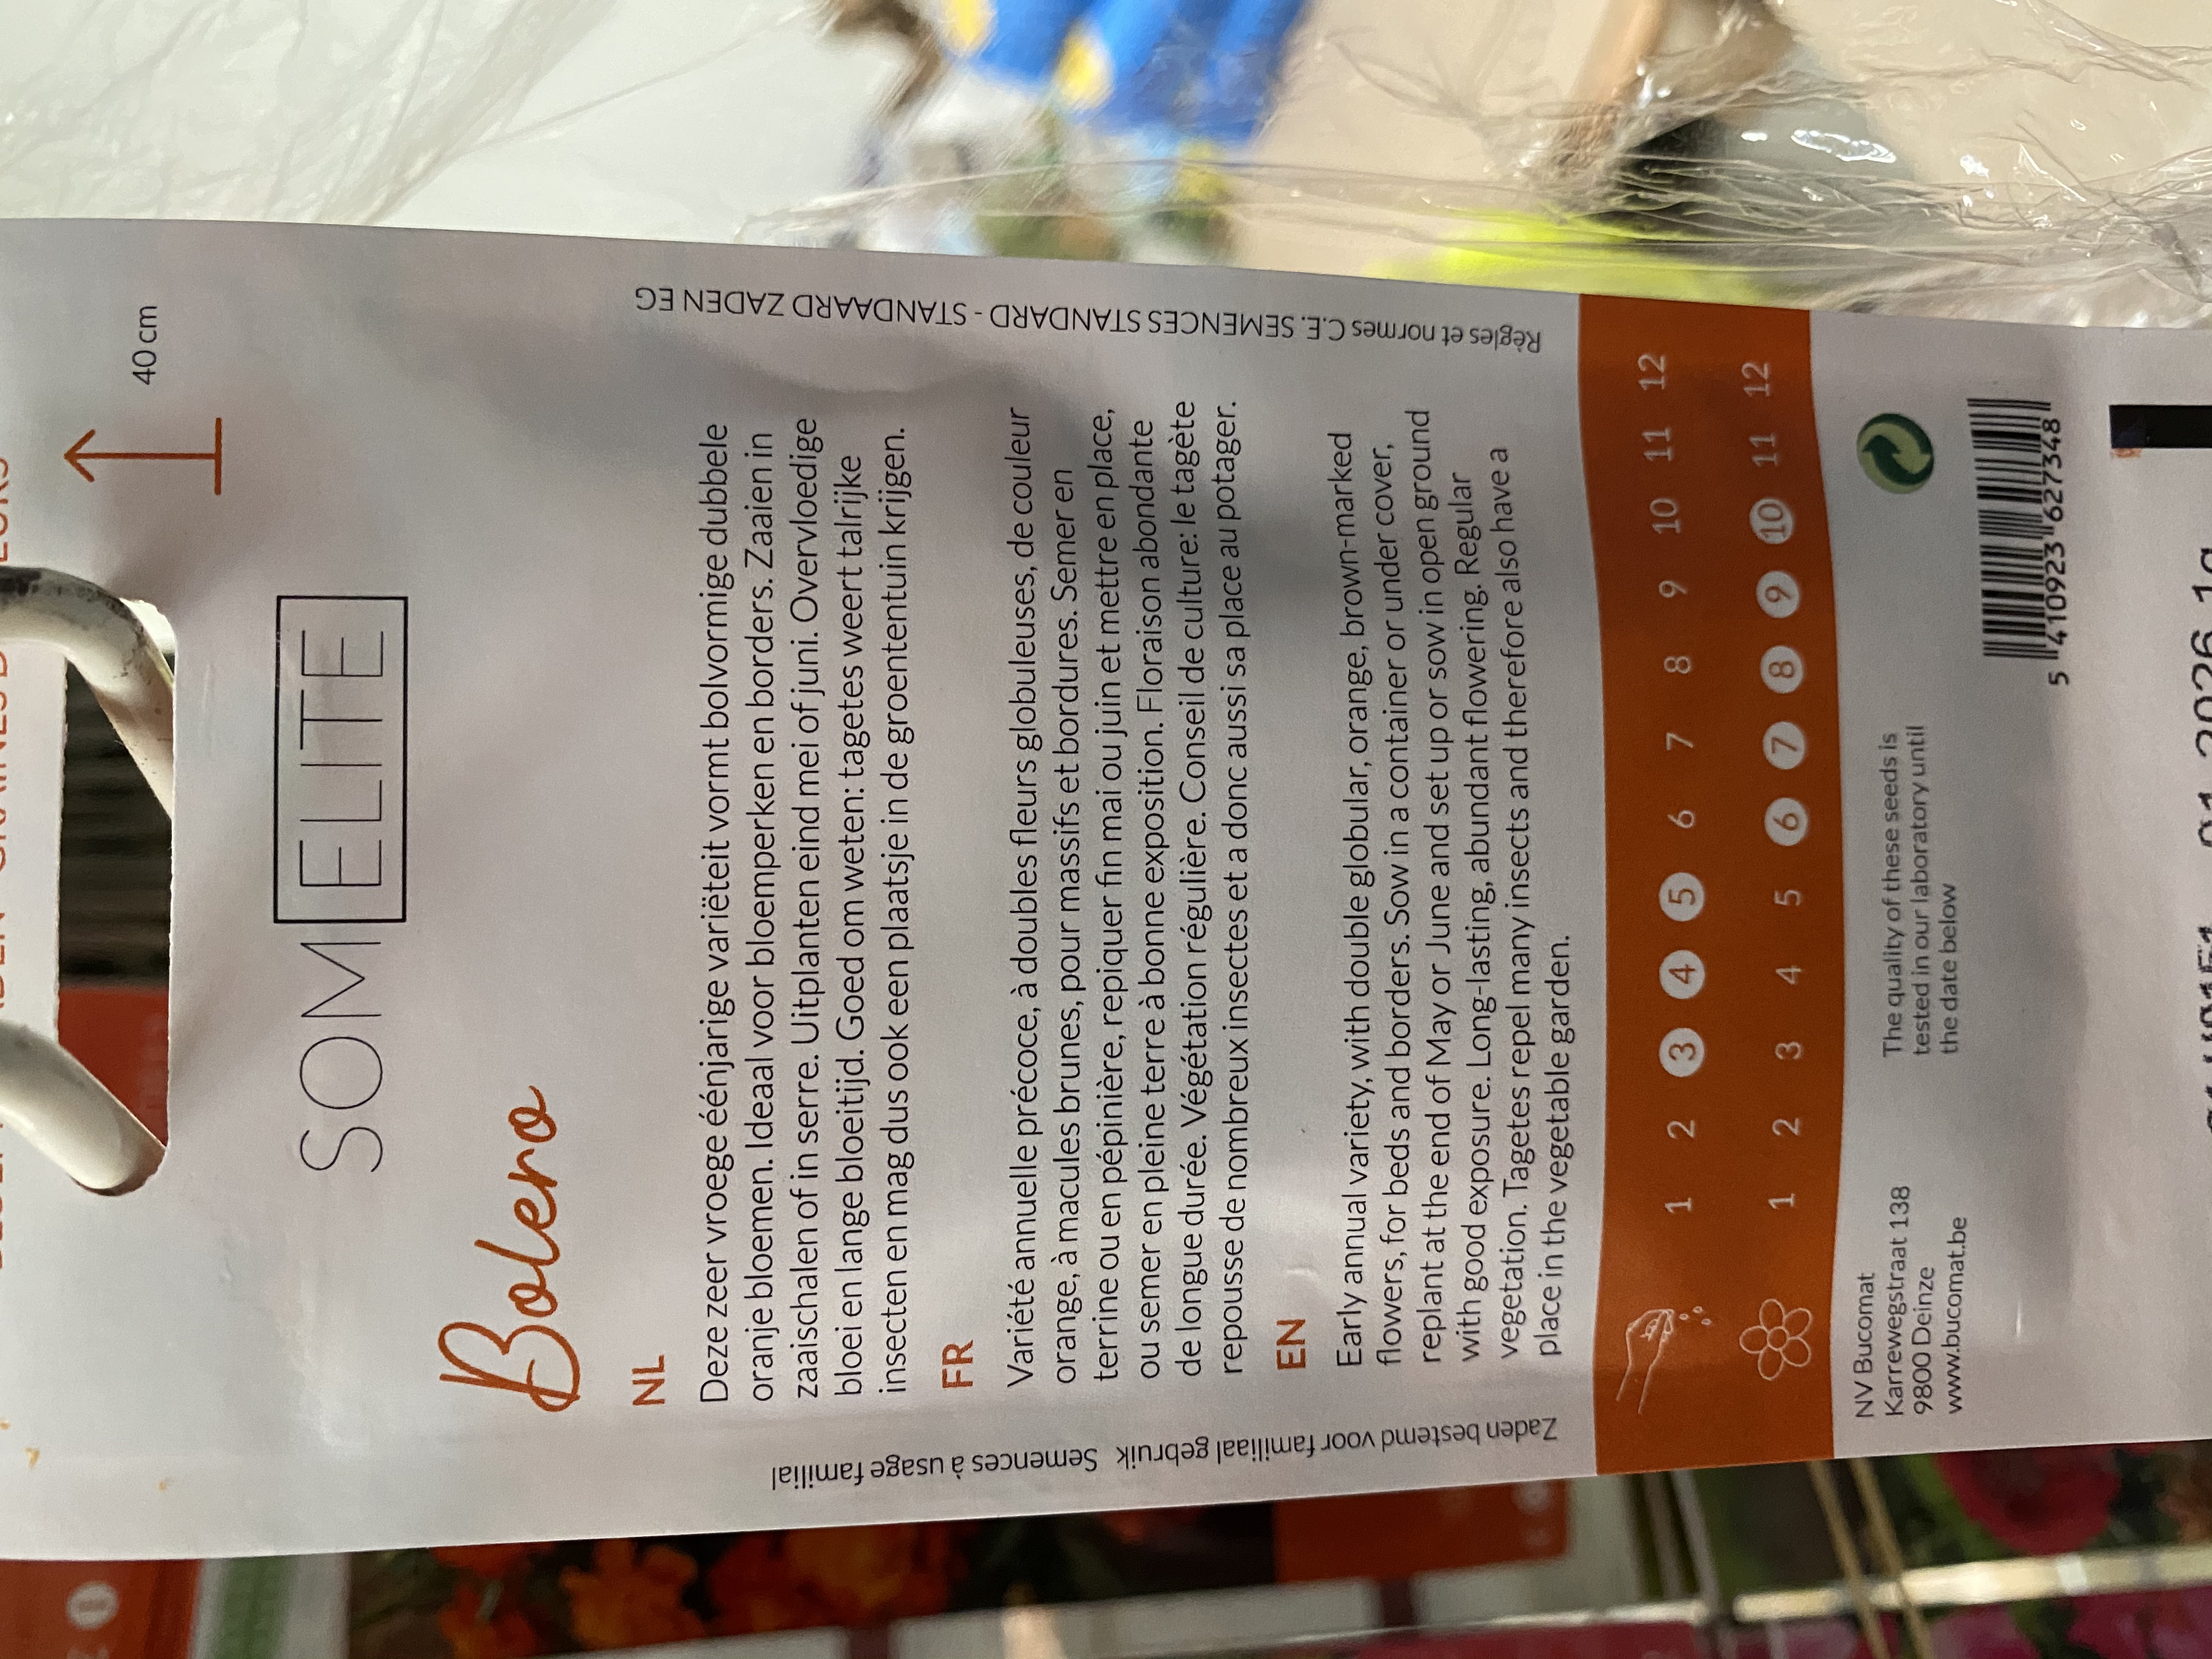 40 cm
SOM ELITE
Bolero
NL
Deze zeer vroege éénjarige variëteit vormt bolvormige dubbele
oranje bloemen. Ideaal voor bloemperken en borders. Zaaien in
zaaischalen of in serre. Uitplanten eind mei of juni. Overvloedige
bloei en lange bloeitijd. Goed om weten: tagetes weert talrijke
insecten en mag dus ook een plaatsje in de groentententuin krijgen.
FR
Variété annuelle précoce, à doubles fleurs globuleuses, de couleur
orange, à macules brunes, pour massifs et bordures. Semer en
terrine ou en pépinière, repiquer fin mai ou juin et mettre en place,
ou semer en pleine terre à bonne exposition. Floraison abondante
de longue durée. Végétation régulière. Conseil de culture: le tagète
repousse de nombreux insectes et a donc aussi sa place au potager.
EN
Early annual variety, with double globular, orange, brown-marked
flowers, for beds and borders. Sow in a container or under cover,
replant at the end of May or June and set up or sow in open ground
with good exposure. Long-lasting, abundant flowering. Regular
vegetation. Tagetes repel many insects and therefore also have a
place in the vegetable garden.
Zaden bestemd voor familiaal gebruik Semences à usage familial
Règles et normes C.E. SEMENCES STANDARD - STANDAARD ZADEN EG
1 2 3 4 5 6 7 8 9 10 11 12
1 2 3 4 5 6 7 8 9 10 11 12
NV Bucomat
Karrewegstraat 138
9800 Deinze
www.bucomat.be
The quality of these seeds is
tested in our laboratory until
the date below
5 410923 627348